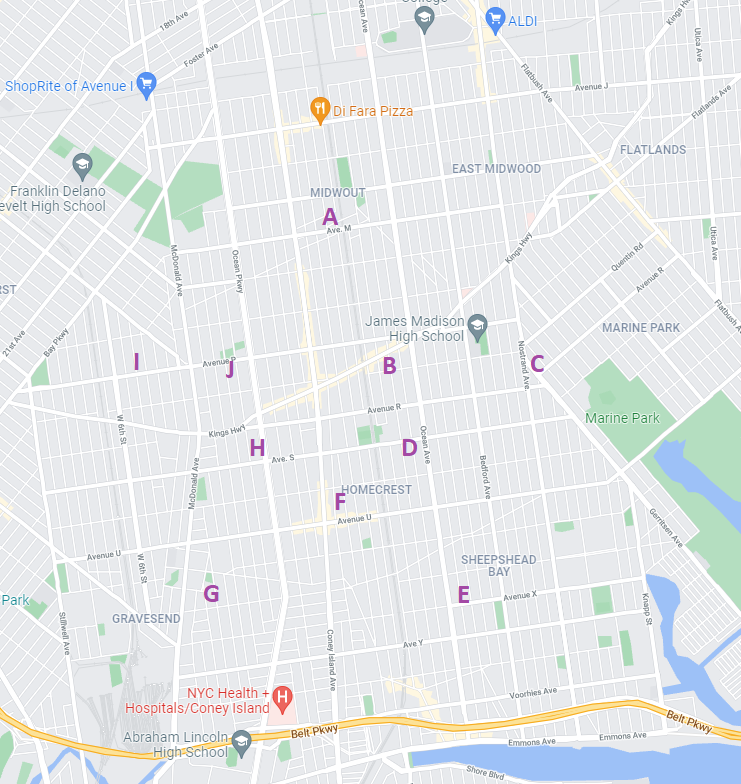 College
18th Ave
Ocean Ave
ALDI
Kings Hwy
Utica Ave
Foster Ave
Flatbush Ave
ShopRite of Avenue I
Avenue J
Flatlands Ave
Di Fara Pizza
FLATLANDS
EAST MIDWOOD
Franklin Delano
evelt High School
MIDWOUT
A
Ave. M
Kings Hwy
Utica Ave
McDonald Ave
Ocean Pkwy
Quentin Rd
Avenue R
RST
21st Ave
Bay Pkwy
James Madison
High School
MARINE PARK
Flatbush Av
Nostrand Ave.
I
Avenue P
J
B
C
Marine Park
W 6th St
Avenue R
Kings Hwy
H
Ave. S
D
Ocean Ave
McDonald Ave
Bedford Ave
HOMECREST
F
Avenue U
Gerritsen Ave
Avenue U
W 6th St
SHEEPSHEAD
BAY
G
E
Avenue X
Park
GRAVESEND
Stillwell Ave
Knapp St
Coney Island Ave
Ave Y
NYC Health +
Hospitals/Coney Island
Voorhies Ave
Belt Pkwy
Belt Pkwy
Abraham Lincoln
High School
Emmons Ave
Emmons Ave
Shore Blvd